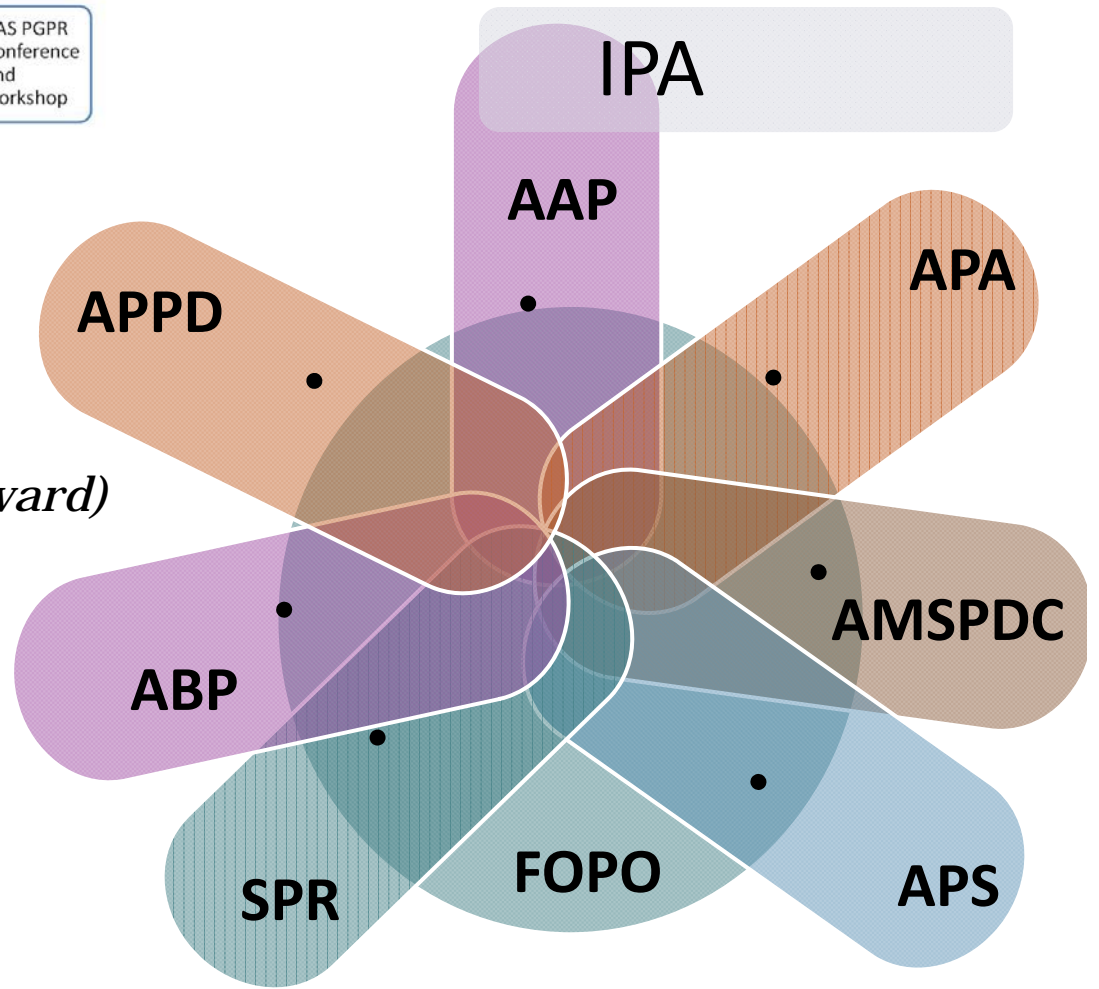 AS PGPR
onference
nd
orkshop
IPA
AAP
APA
APPD
vard)
AMSPDC
ABP
FOPO
APS
SPR